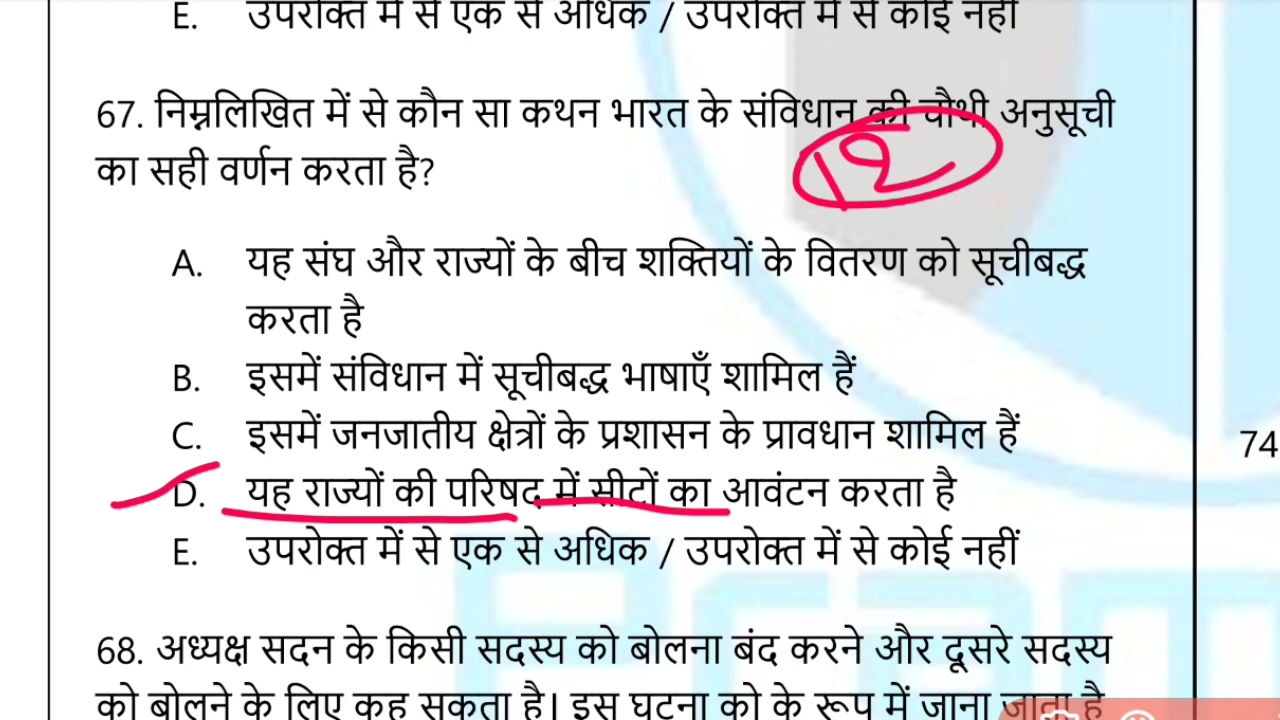 E. उपरोक्त में से एक से अधिक / उपरोक्त में से कोई नहीं
67. निम्नलिखित में से कौन सा कथन भारत के संविधान की चौथी अनुसूची
का सही वर्णन करता है?
12
A. यह संघ और राज्यों के बीच शक्तियों के वितरण को सूचीबद्ध
करता है
B. इसमें संविधान में सूचीबद्ध भाषाएँ शामिल हैं
C. इसमें जनजातीय क्षेत्रों के प्रशासन के प्रावधान शामिल हैं
74
D. यह राज्यों की परिषद में सीटों का आवंटन करता है
E. उपरोक्त में से एक से अधिक / उपरोक्त में से कोई नहीं
68. अध्यक्ष सदन के किसी सदस्य को बोलना बंद करने और दूसरे सदस्य
को बोलने के लिए कह सकता है। इस घटना को के रूप में जाना जाता है